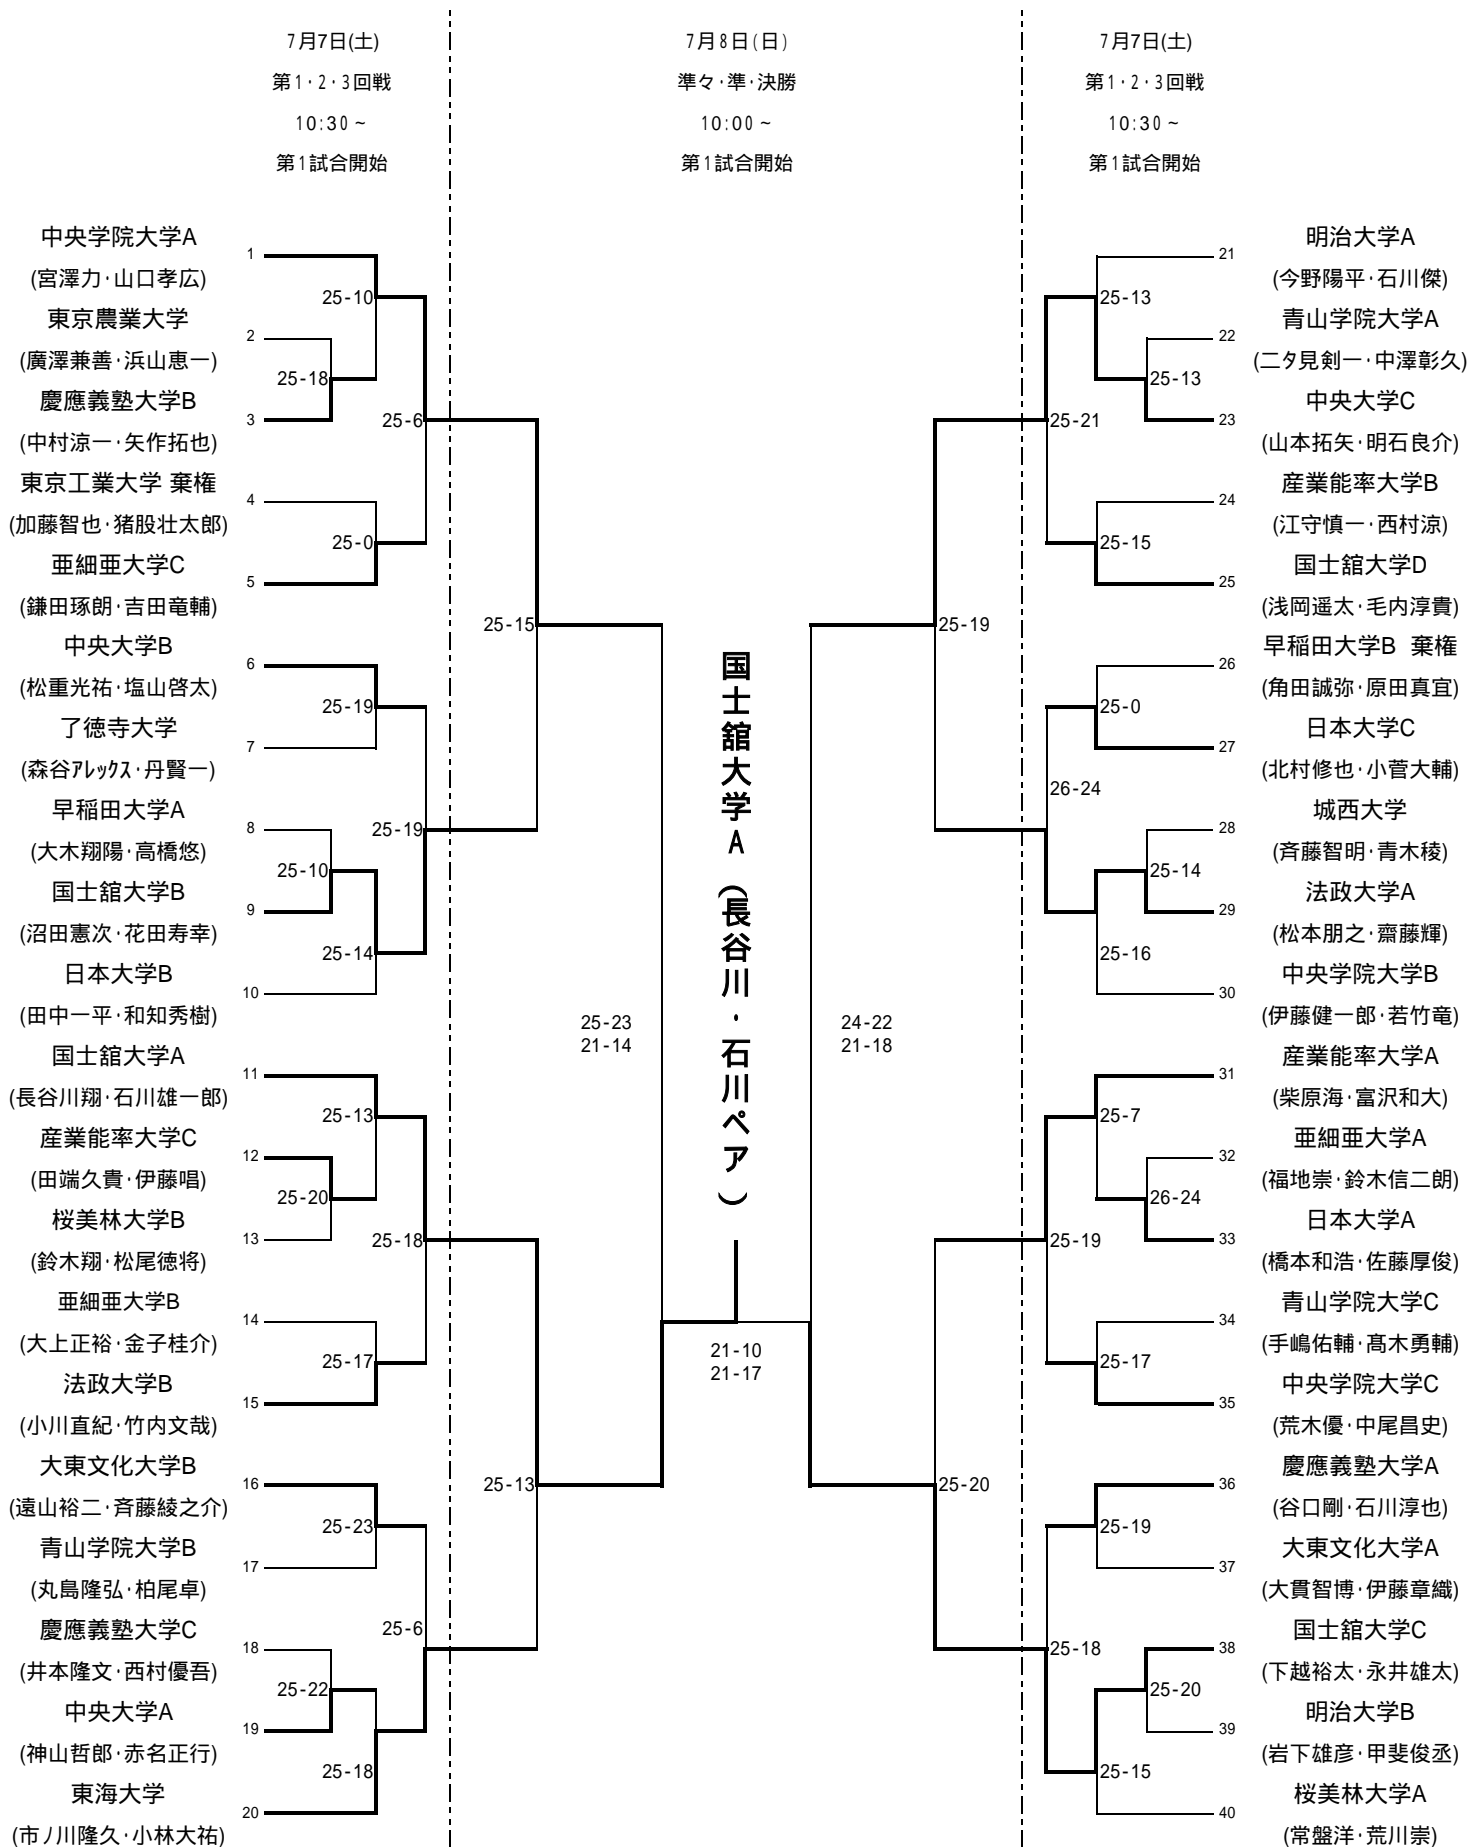 7月7日(土)
第1・2・3回戦
10:30 ~
第1試合開始
7月8日(日)
準々・準・決勝
10:00 ~
第1試合開始
7月7日(土)
第1・2・3回戦
10:30 ~
第1試合開始
中央学院大学A
1
(宮澤力・山口孝広)
25-10
東京農業大学
2
(廣澤兼善・浜山恵一)
25-18
慶應義塾大学B
3
25-6
(中村涼一・矢作拓也)
東京工業大学 棄権
4
(加藤智也・猪股壮太郎)
25-0
亜細亜大学C
5
(鎌田琢朗・吉田竜輔)
25-15
中央大学B
6
(松重光祐・塩山啓太)
25-19
了徳寺大学
7
(森谷アレックス・丹賢一)
早稲田大学A
8
25-19
(大木翔陽・高橋悠)
25-10
国士舘大学B
9
(沼田憲次・花田寿幸)
25-14
日本大学B
10
(田中一平・和知秀樹)
25-23
21-14
国士舘大学A
11
(長谷川翔・石川雄一郎)
25-13
産業能率大学C
12
(田端久貴・伊藤唱)
25-20
桜美林大学B
13
25-18
(鈴木翔・松尾徳将)
亜細亜大学B
14
(大上正裕・金子桂介)
25-17
法政大学B
15
(小川直紀・竹内文哉)
大東文化大学B
16
25-13
(遠山裕二・斉藤綾之介)
25-23
青山学院大学B
17
(丸島隆弘・柏尾卓)
25-6
慶應義塾大学C
18
(井本隆文・西村優吾)
25-22
中央大学A
19
(神山哲郎・赤名正行)
25-18
東海大学
20
(市ノ川隆久・小林大祐)
国士舘大学A(長谷川・石川ペア)
21-10
21-17
明治大学A
21
(今野陽平・石川傑)
25-13
青山学院大学A
22
(二夕見剣一・中澤彰久)
25-13
中央大学C
23
25-21
(山本拓矢・明石良介)
産業能率大学B
24
(江守慎一・西村涼)
25-15
国士舘大学D
25
(浅岡遥太・毛内淳貴)
25-19
早稲田大学B 棄権
26
(角田誠弥・原田真宜)
25-0
日本大学C
27
(北村修也・小菅大輔)
26-24
城西大学
28
(斉藤智明・青木稜)
25-14
法政大学A
29
(松本朋之・齋藤輝)
25-16
中央学院大学B
30
(伊藤健一郎・若竹竜)
24-22
21-18
産業能率大学A
31
(柴原海・富沢和大)
25-7
亜細亜大学A
32
(福地崇・鈴木信二朗)
26-24
日本大学A
33
25-19
(橋本和浩・佐藤厚俊)
青山学院大学C
34
(手嶋佑輔・髙木勇輔)
25-17
中央学院大学C
35
(荒木優・中尾昌史)
慶應義塾大学A
36
25-20
(谷口剛・石川淳也)
25-19
大東文化大学A
37
(大貫智博・伊藤章織)
国士舘大学C
38
25-18
(下越裕太・永井雄太)
25-20
明治大学B
39
(岩下雄彦・甲斐俊丞)
25-15
桜美林大学A
40
(常盤洋・荒川崇)